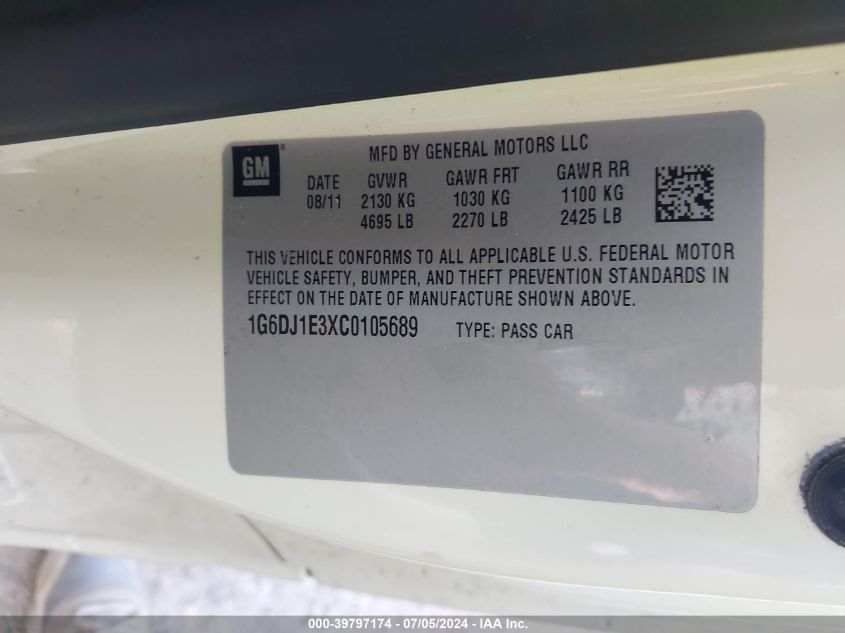 GM
MFD BY GENERAL MOTORS LLC
DATE GVWR GAWR FRT GAWR RR
08/11 2130 KG 1030 KG 1100 KG
4695 LB 2270 LB 2425 LB
THIS VEHICLE CONFORMS TO ALL APPLICABLE U.S. FEDERAL MOTOR
VEHICLE SAFETY, BUMPER, AND THEFT PREVENTION STANDARDS IN
EFFECT ON THE DATE OF MANUFACTURE SHOWN ABOVE.
1G6DJ1E3XC0105689 TYPE: PASS CAR
000-39797174 - 07/05/2024 - IAA Inc.